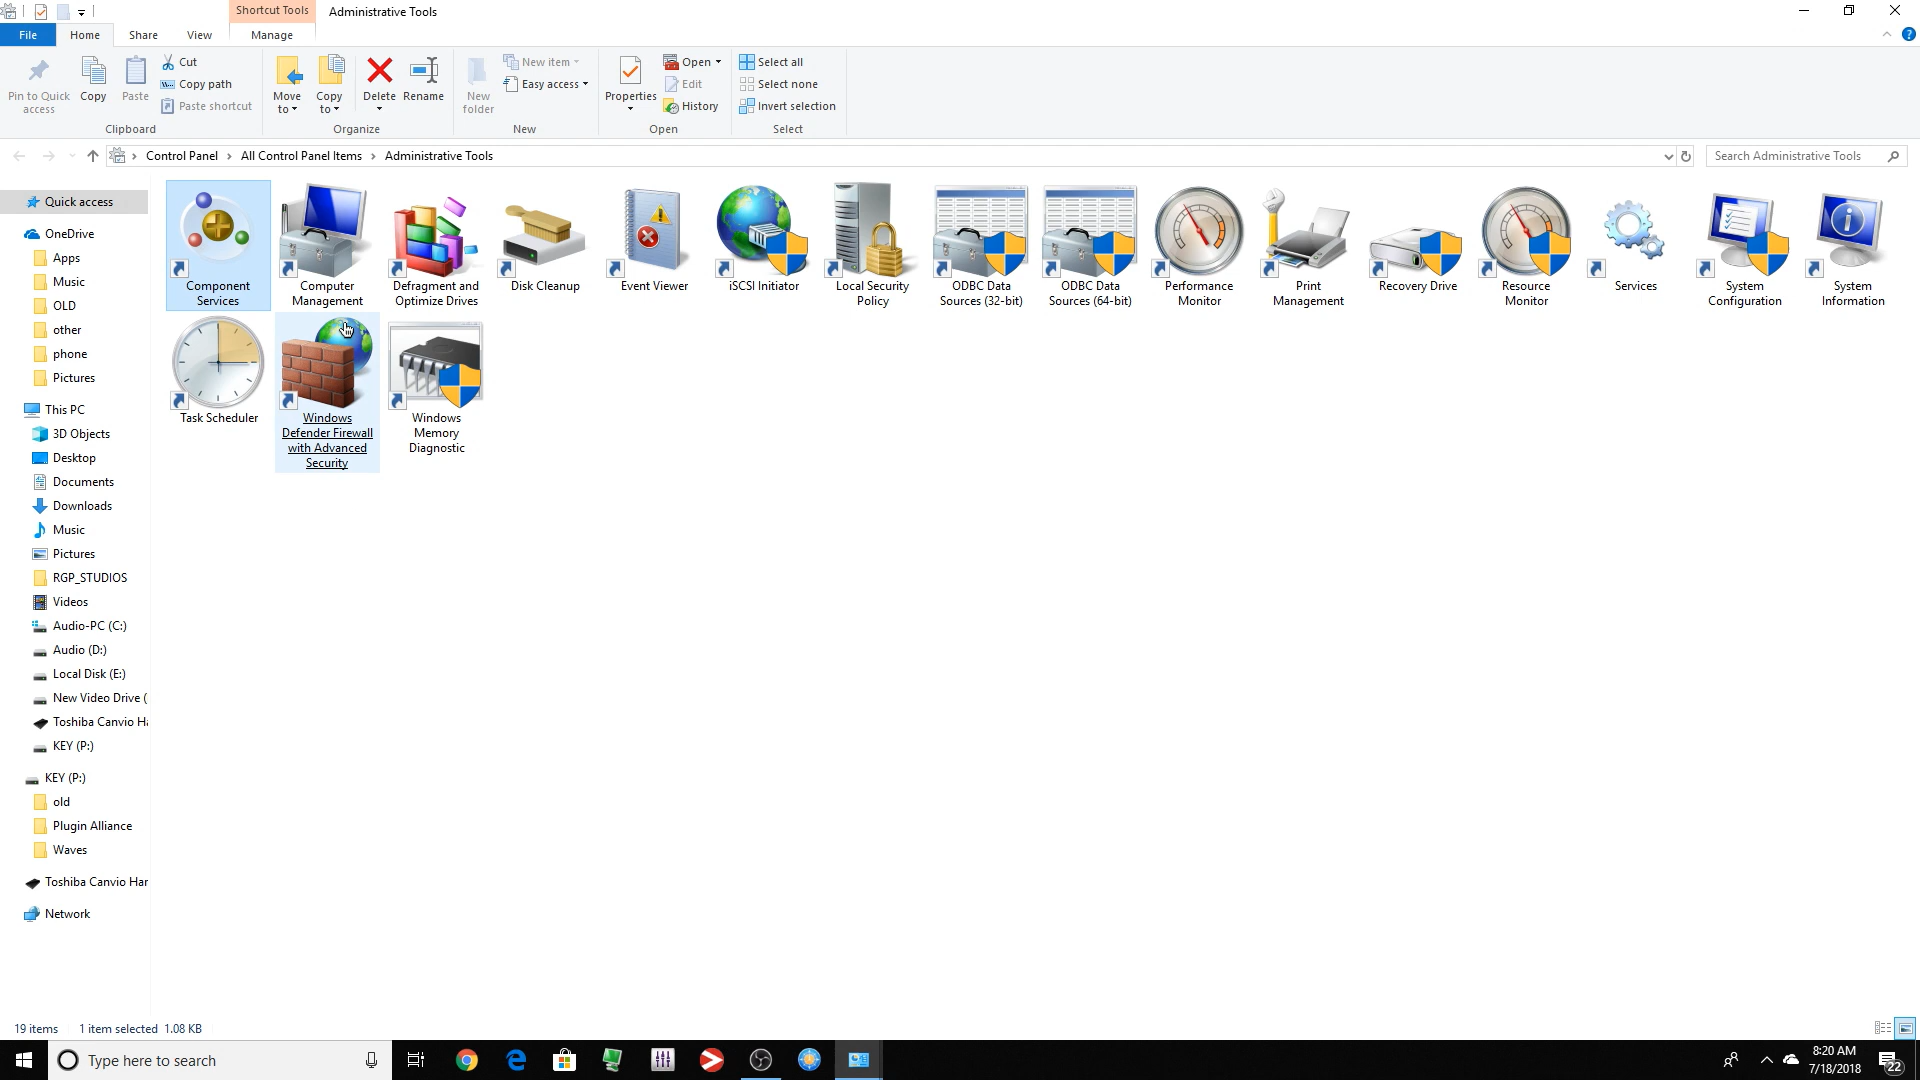 Shortcut Tools
Administrative Tools
File
Home
Share
View
Manage
Pin to Quick
access
Copy
Paste
Cut
Copy path
Paste shortcut
Clipboard
Move
to
Copy
to
Delete
Rename
Organize
New
folder
New item
Easy access
New
Properties
Open
Edit
History
Open
Select all
Select none
Invert selection
Select
Control Panel
All Control Panel Items
Administrative Tools
Search Administrative Tools
Quick access
OneDrive
Apps
Music
OLD
other
phone
Pictures
This PC
3D Objects
Desktop
Documents
Downloads
Music
Pictures
RGP_STUDIOS
Videos
Audio-PC (C:)
Audio (D:)
Local Disk (E:)
New Video Drive (
Toshiba Canvio Ha
KEY (P:)
KEY (P:)
old
Plugin Alliance
Waves
Toshiba Canvio Har
Network
Component
Services
Computer
Management
Defragment and
Optimize Drives
Disk Cleanup
Event Viewer
iSCSI Initiator
Local Security
Policy
ODBC Data
Sources (32-bit)
ODBC Data
Sources (64-bit)
Performance
Monitor
Print
Management
Recovery Drive
Resource
Monitor
Services
System
Configuration
System
Information
Task Scheduler
Windows
Defender Firewall
with Advanced
Security
Windows
Memory
Diagnostic
19 items
1 item selected 1.08 KB
Type here to search
8:20 AM
7/18/2018
22